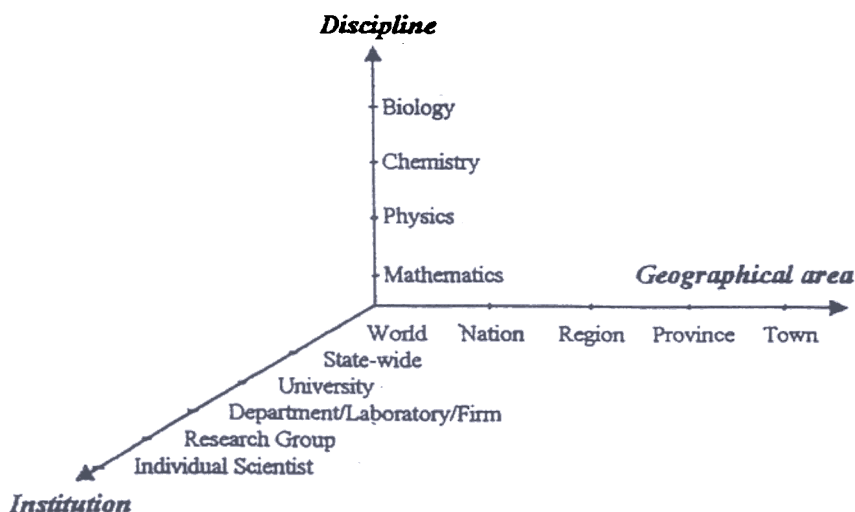 Discipline
Biology
Chemistry
Physics
Mathematics
Geographical area
World Nation Region Province Town
State-wide
University
Department/Laboratory/Firm
Research Group
Individual Scientist
Institution